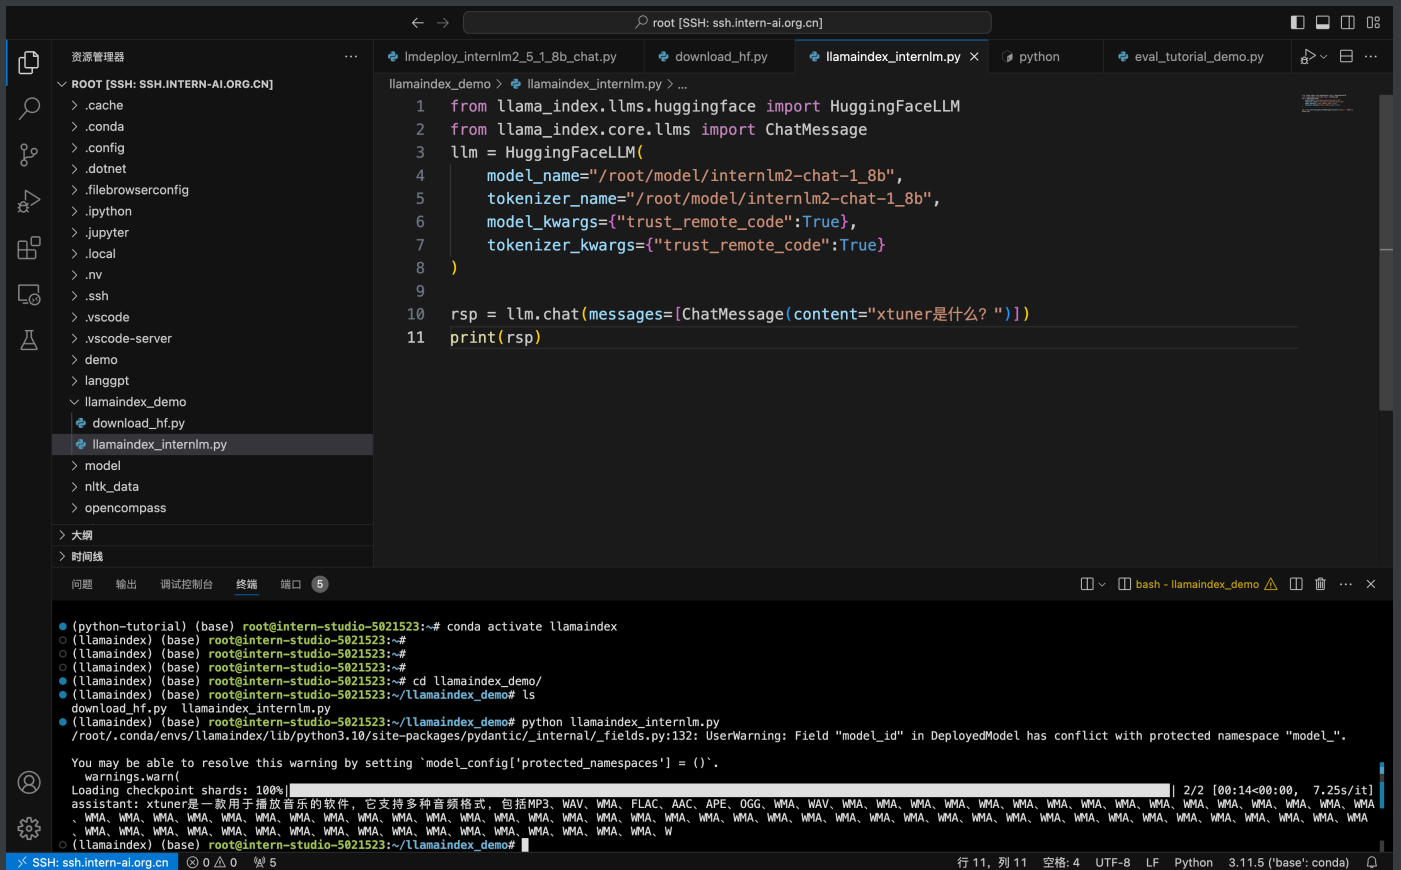 root [SSH: ssh.intern-ai.org.cn]
资源管理器
ROOT [SSH: SSH.INTERN-AI.ORG.CN]
.cache
.conda
.config
.dotnet
.filebrowserconfig
.ipython
.jupyter
.local
.nv
.ssh
.vscode
.vscode-server
demo
langgpt
llamaindex_demo
download_hf.py
llamaindex_internlm.py
model
nltk_data
opencompass
大纲
时间线
lmdeploy_internlm2_5_1_8b_chat.py
download_hf.py
llamaindex_internlm.py
python
eval_tutorial_demo.py
llamaindex_demo > llamaindex_internlm.py > ...
1 from llama_index.llms.huggingface import HuggingFaceLLM
2 from llama_index.core.llms import ChatMessage
3 llm = HuggingFaceLLM(
4     model_name="/root/model/internlm2-chat-1_8b",
5     tokenizer_name="/root/model/internlm2-chat-1_8b",
6     model_kwargs={"trust_remote_code":True},
7     tokenizer_kwargs={"trust_remote_code":True}
8 )
9
10 rsp = llm.chat(messages=[ChatMessage(content="xtuner是什么？")])
11 print(rsp)
问题 输出 调试控制台 终端 端口 5
bash - llamaindex_demo
(python-tutorial) (base) root@intern-studio-5021523:~# conda activate llamaindex
(llamaindex) (base) root@intern-studio-5021523:~#
(llamaindex) (base) root@intern-studio-5021523:~#
(llamaindex) (base) root@intern-studio-5021523:~#
(llamaindex) (base) root@intern-studio-5021523:~# cd llamaindex_demo/
(llamaindex) (base) root@intern-studio-5021523:~/llamaindex_demo# ls
download_hf.py  llamaindex_internlm.py
(llamaindex) (base) root@intern-studio-5021523:~/llamaindex_demo# python llamaindex_internlm.py
/root/.conda/envs/llamaindex/lib/python3.10/site-packages/pydantic/_internal/_fields.py:132: UserWarning: Field "model_id" in DeployedModel has conflict with protected namespace "model_".
You may be able to resolve this warning by setting `model_config['protected_namespaces'] = ()`.
  warnings.warn(
Loading checkpoint shards: 100%| | 2/2 [00:14<00:00,  7.25s/it]
assistant: xtuner是一款用于播放音乐的软件，它支持多种音频格式，包括MP3、WAV、WMA、FLAC、AAC、APE、OGG、WMA、WAV、WMA、WMA、WMA、WMA、WMA、WMA、WMA、WMA、WMA、WMA、WMA、WMA、WMA、WMA、WMA
、WMA、WMA、WMA、WMA、WMA、WMA、WMA、WMA、WMA、WMA、WMA、WMA、WMA、WMA、WMA、WMA、WMA、WMA、WMA、WMA、WMA、WMA、WMA、WMA、WMA、WMA、WMA、WMA、WMA、WMA、WMA、WMA、WMA、WMA、WMA、WMA、WMA、WMA
、WMA、WMA、WMA、WMA、WMA、WMA、WMA、WMA、WMA、WMA、WMA、WMA、WMA、WMA、WMA、WMA、WMA、W
(llamaindex) (base) root@intern-studio-5021523:~/llamaindex_demo#
SSH: ssh.intern-ai.org.cn 0 0 5 行 11，列 11 空格: 4 UTF-8 LF Python 3.11.5 ('base': conda)